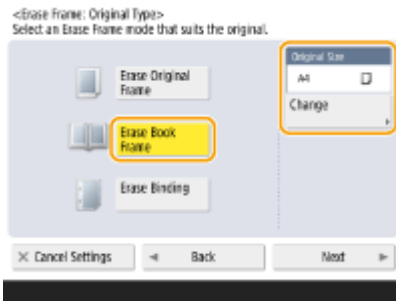 <Erase Frame: Original Type>
Select an Erase Frame mode that suits the original.
Original Size
A4
Change
Erase Original
Frame
Erase Book
Frame
Erase Binding
Cancel Settings
Back
Next